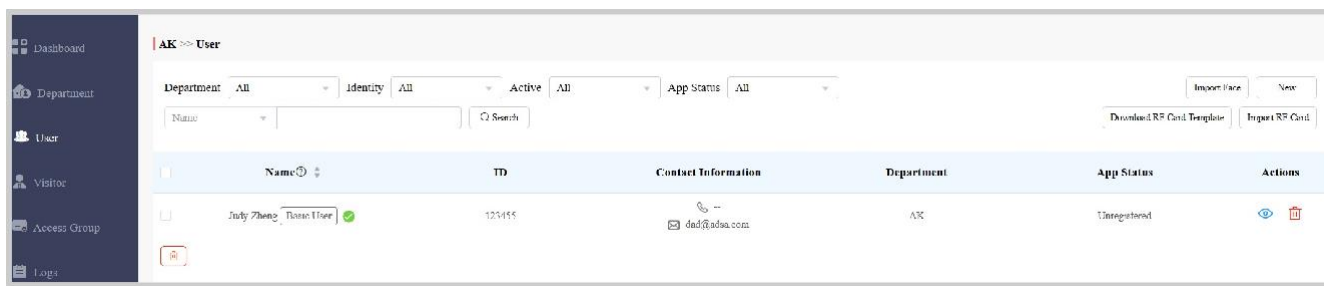 Dashboard
Department
User
Visitor
Access Group
Logs
AK >> User
Department All Identity All Active All App Status All
Import Face New
Name Search
Download RF Card Template Import RF Card
Name ID Contact Information Department App Status Actions
Judy Zheng Basic User 123455 -- AK Unregistered
dad@adsa.com